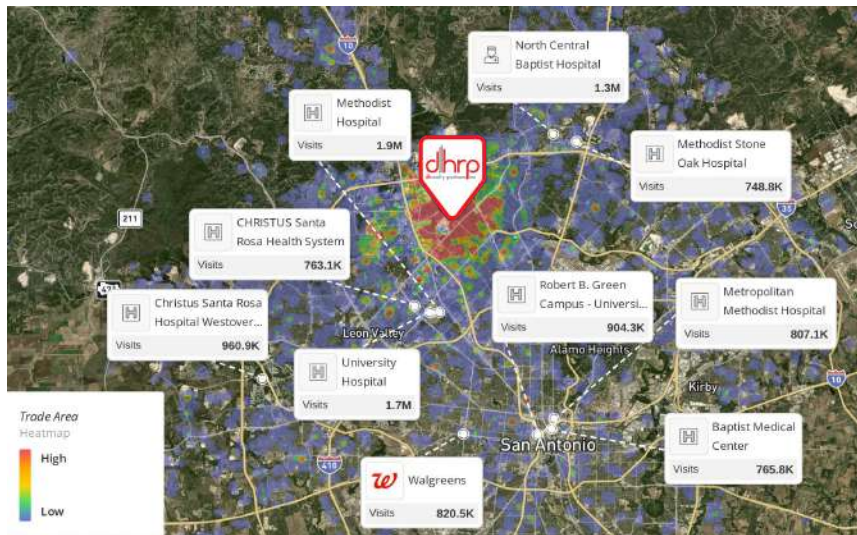 North Central
Baptist Hospital
Visits 1.3M
Methodist
Hospital
Visits 1.9M
dhrp
Methodist Stone
Oak Hospital
Visits 748.8K
10
35
211
CHRISTUS Santa
Rosa Health System
Visits 763.1K
Robert B. Green
Campus - Universi...
Visits 904.3K
Metropolitan
Methodist Hospital
Visits 807.1K
Christus Santa Rosa
Hospital Westover...
Visits 960.9K
Leon Valley
Alamo Heights
University
Hospital
Visits 1.7M
Kirby
10
Trade Area
Heatmap
High
Low
410
San Antonio
Baptist Medical
Center
Visits 765.8K
Walgreens
Visits 820.5K